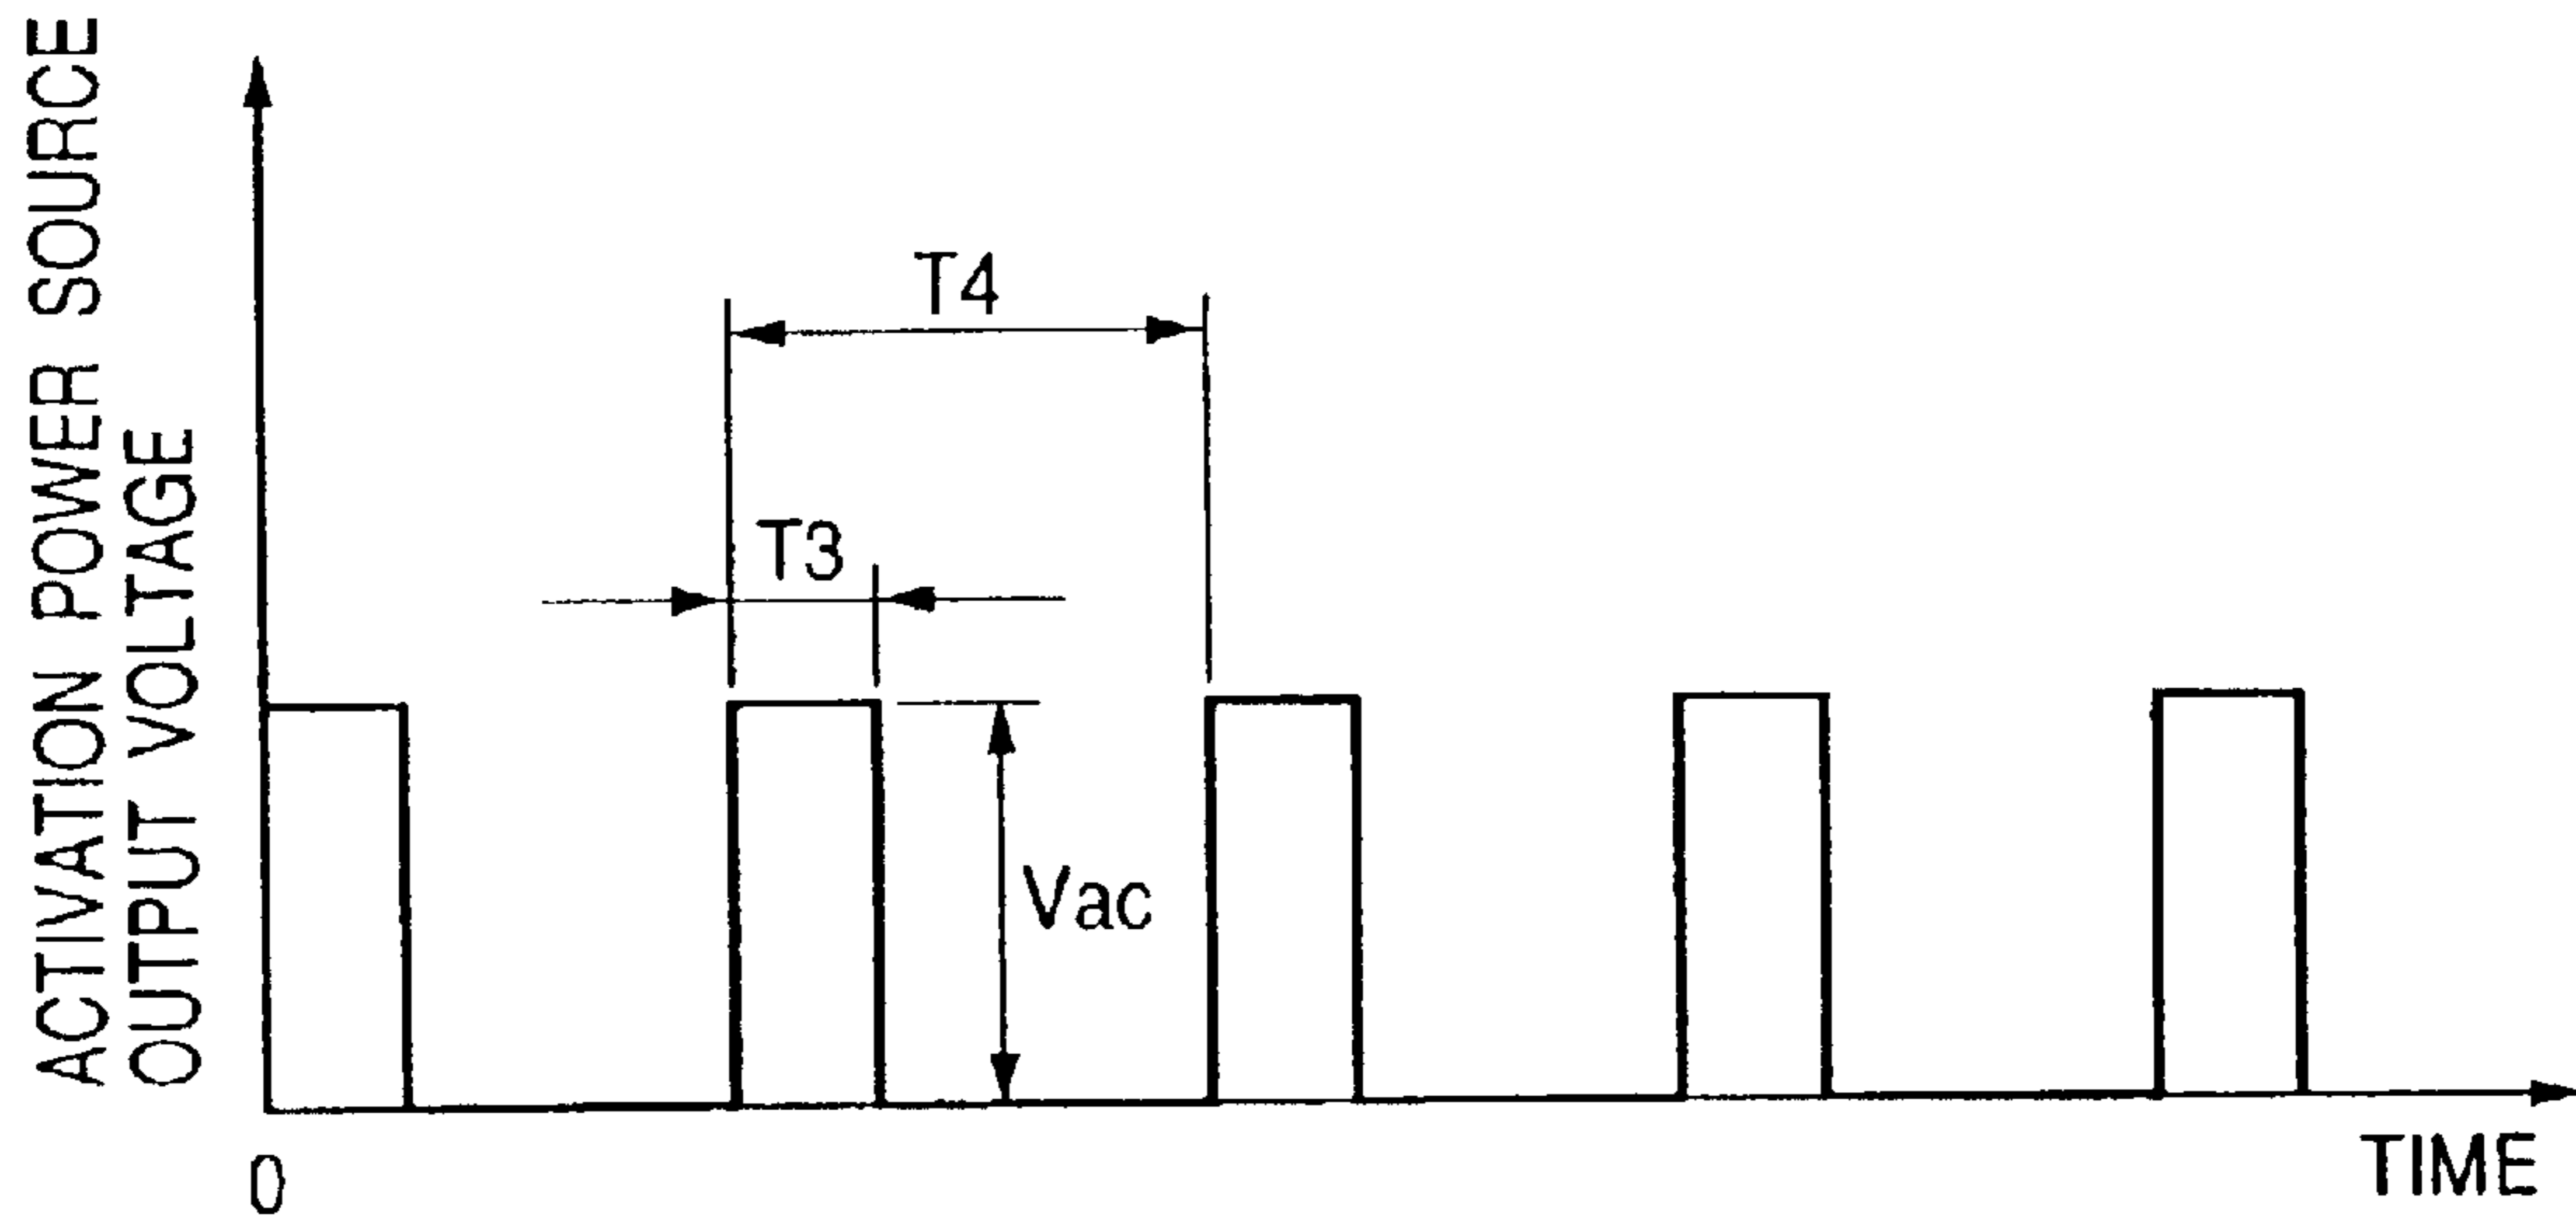 ACTIVATION POWER SOURCE
OUTPUT VOLTAGE
T4
T3
Vac
0
TIME